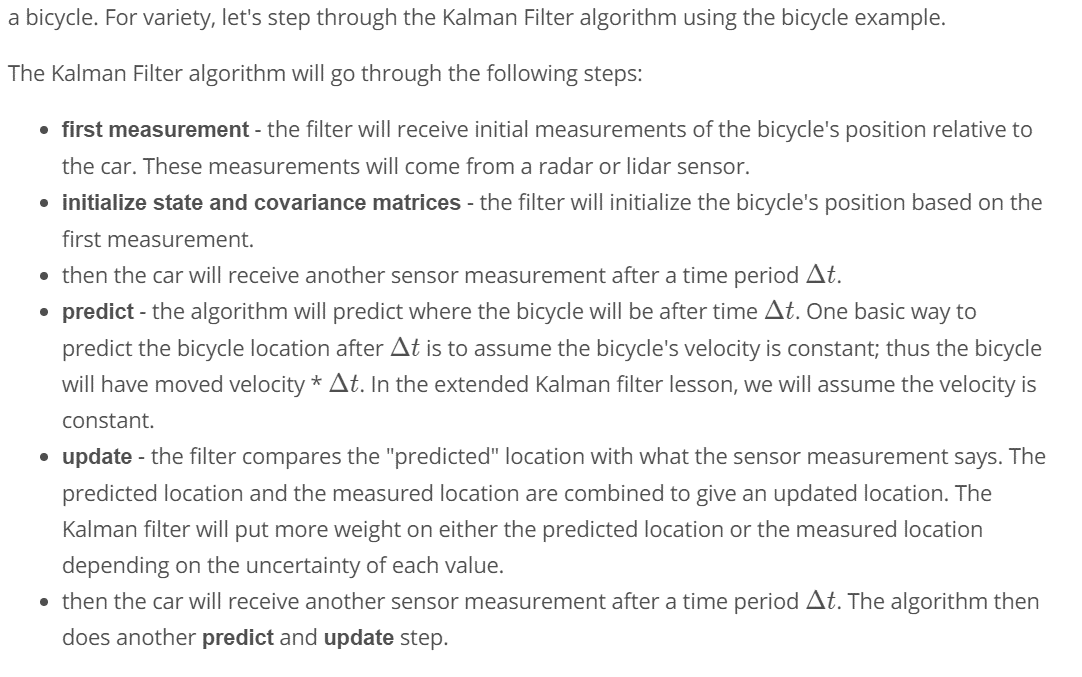 a bicycle. For variety, let's step through the Kalman Filter algorithm using the bicycle example.
The Kalman Filter algorithm will go through the following steps:
• first measurement - the filter will receive initial measurements of the bicycle's position relative to
the car. These measurements will come from a radar or lidar sensor.
• initialize state and covariance matrices - the filter will initialize the bicycle's position based on the
first measurement.
• then the car will receive another sensor measurement after a time period Δt.
• predict - the algorithm will predict where the bicycle will be after time Δt. One basic way to
predict the bicycle location after Δt is to assume the bicycle's velocity is constant; thus the bicycle
will have moved velocity * Δt. In the extended Kalman filter lesson, we will assume the velocity is
constant.
• update - the filter compares the "predicted" location with what the sensor measurement says. The
predicted location and the measured location are combined to give an updated location. The
Kalman filter will put more weight on either the predicted location or the measured location
depending on the uncertainty of each value.
• then the car will receive another sensor measurement after a time period Δt. The algorithm then
does another predict and update step.